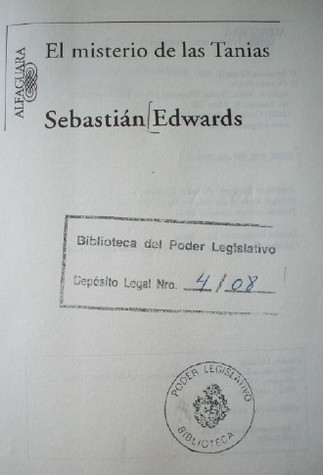 ALFAGUARA
El misterio de las Tanias
Sebastián Edwards
Biblioteca del Poder Legislativo
Depósito Legal Nro. 4/08
PODER LEGISLATIVO
BIBLIOTECA